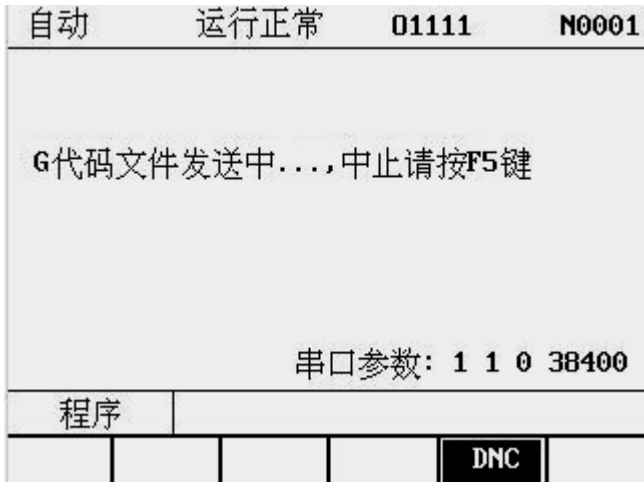 自动 运行正常 O1111 N0001
G代码文件发送中...,中止请按F5键
串口参数: 1 1 0 38400
程序
DNC